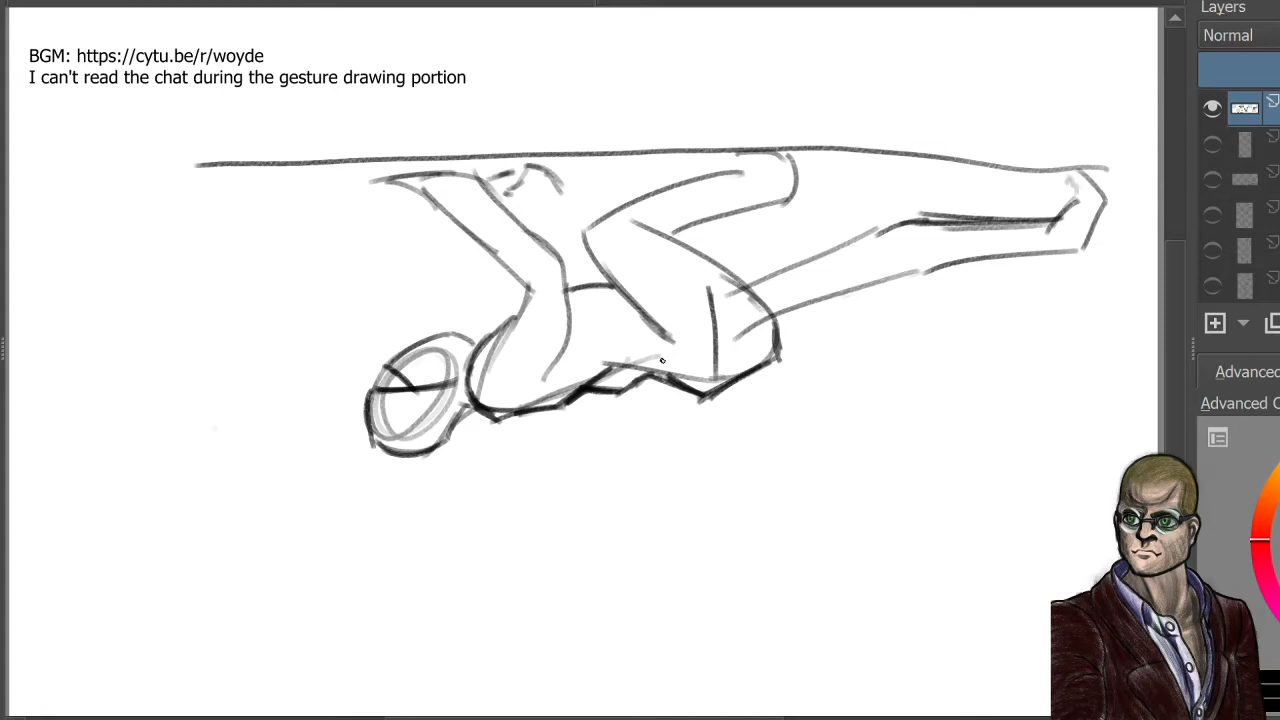 BGM: https://cytu.be/r/woyde
I can't read the chat during the gesture drawing portion
Layers
Normal
Advanced
Advanced C